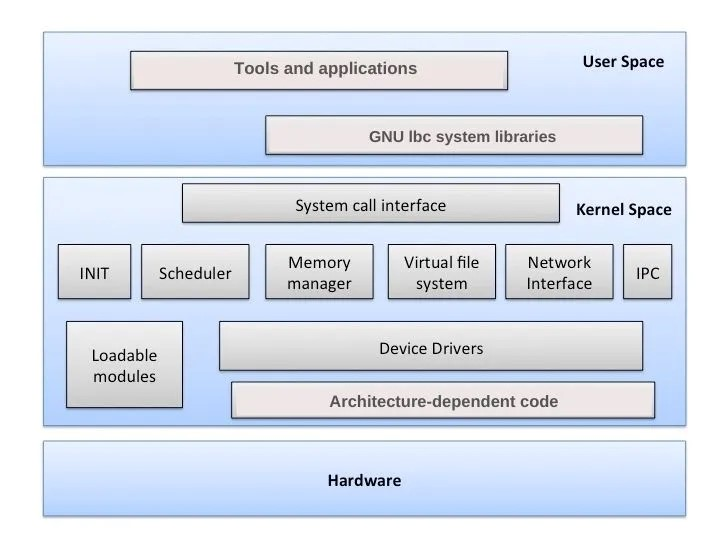 Tools and applications
User Space
GNU lbc system libraries
System call interface
Kernel Space
INIT
Scheduler
Memory
manager
Virtual file
system
Network
Interface
IPC
Loadable
modules
Device Drivers
Architecture-dependent code
Hardware